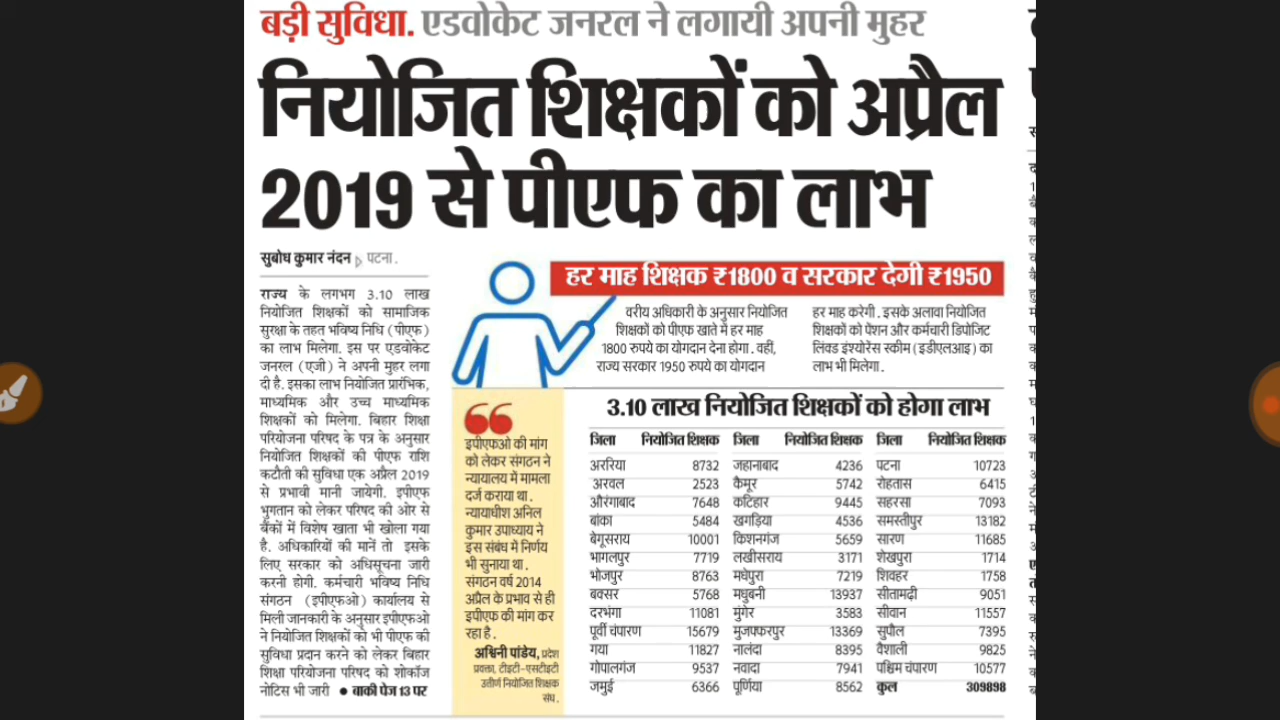 बड़ी सुविधा. एडवोकेट जनरल ने लगायी अपनी मुहर
नियोजित शिक्षकों को अप्रैल
2019 से पीएफ का लाभ
सुबोध कुमार नंदन ▷ पटना.
राज्य के लगभग 3.10 लाख
नियोजित शिक्षकों को सामाजिक
सुरक्षा के तहत भविष्य निधि (पीएफ)
का लाभ मिलेगा. इस पर एडवोकेट
जनरल (एजी) ने अपनी मुहर लगा
दी है. इसका लाभ नियोजित प्रारंभिक,
माध्यमिक और उच्च माध्यमिक
शिक्षकों को मिलेगा. बिहार शिक्षा
परियोजना परिषद के पत्र के अनुसार
नियोजित शिक्षकों की पीएफ राशि
कटौती की सुविधा एक अप्रैल 2019
से प्रभावी मानी जायेगी. इपीएफ
भुगतान को लेकर परिषद की ओर से
बैंकों में विशेष खाता भी खोला गया
है. अधिकारियों की मानें तो इसके
लिए सरकार को अधिसूचना जारी
करनी होगी. कर्मचारी भविष्य निधि
संगठन (इपीएफओ) कार्यालय से
मिली जानकारी के अनुसार इपीएफओ
ने नियोजित शिक्षकों को भी पीएफ की
सुविधा प्रदान करने को लेकर बिहार
शिक्षा परियोजना परिषद को शोकॉज
नोटिस भी जारी ● बाकी पेज 13 पर
हर माह शिक्षक ₹1800 व सरकार देगी ₹1950
वरीय अधिकारी के अनुसार नियोजित
शिक्षकों को पीएफ खाते में हर माह
1800 रुपये का योगदान देना होगा. वहीं,
राज्य सरकार 1950 रुपये का योगदान
हर माह करेगी. इसके अलावा नियोजित
शिक्षकों को पेंशन और कर्मचारी डिपोजिट
लिंक्ड इंश्योरेंस स्कीम (इडीएलआइ) का
लाभ भी मिलेगा.
इपीएफओ की मांग
को लेकर संगठन ने
न्यायालय में मामला
दर्ज कराया था.
न्यायाधीश अनिल
कुमार उपाध्याय ने
इस संबंध में निर्णय
भी सुनाया था.
संगठन वर्ष 2014
अप्रैल के प्रभाव से ही
इपीएफ की मांग कर
रहा है.
अश्विनी पांडेय, प्रदेश
प्रवक्ता, टीइटी-एसटीइटी
उत्तीर्ण नियोजित शिक्षक
संघ.
3.10 लाख नियोजित शिक्षकों को होगा लाभ
जिला नियोजित शिक्षक जिला नियोजित शिक्षक जिला नियोजित शिक्षक
अररिया 8732 जहानाबाद 4236 पटना 10723
अरवल 2523 कैमूर 5742 रोहतास 6415
औरंगाबाद 7648 कटिहार 9445 सहरसा 7093
बांका 5484 खगड़िया 4536 समस्तीपुर 13182
बेगूसराय 10001 किशनगंज 5659 सारण 11685
भागलपुर 7719 लखीसराय 3171 शेखपुरा 1714
भोजपुर 8763 मधेपुरा 7219 शिवहर 1758
बक्सर 5768 मधुबनी 13937 सीतामढ़ी 9051
दरभंगा 11081 मुंगेर 3583 सीवान 11557
पूर्वी चंपारण 15679 मुजफ्फरपुर 13369 सुपौल 7395
गया 11827 नालंदा 8395 वैशाली 9825
गोपालगंज 9537 नवादा 7941 पश्चिम चंपारण 10577
जमुई 6366 पूर्णिया 8562 कुल 309898